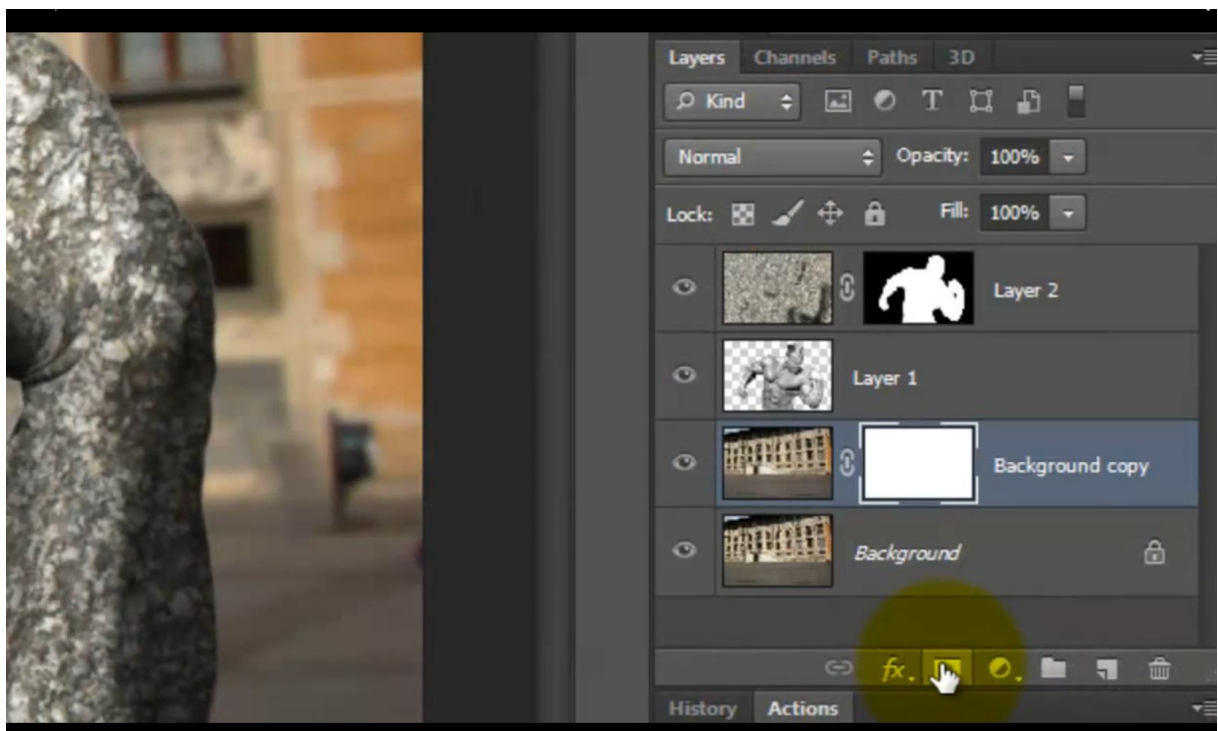 Layers Channels Paths 3D
Kind T
Normal Opacity: 100%
Lock: Fill: 100%
Layer 2
Layer 1
Background copy
Background
fx.
History Actions